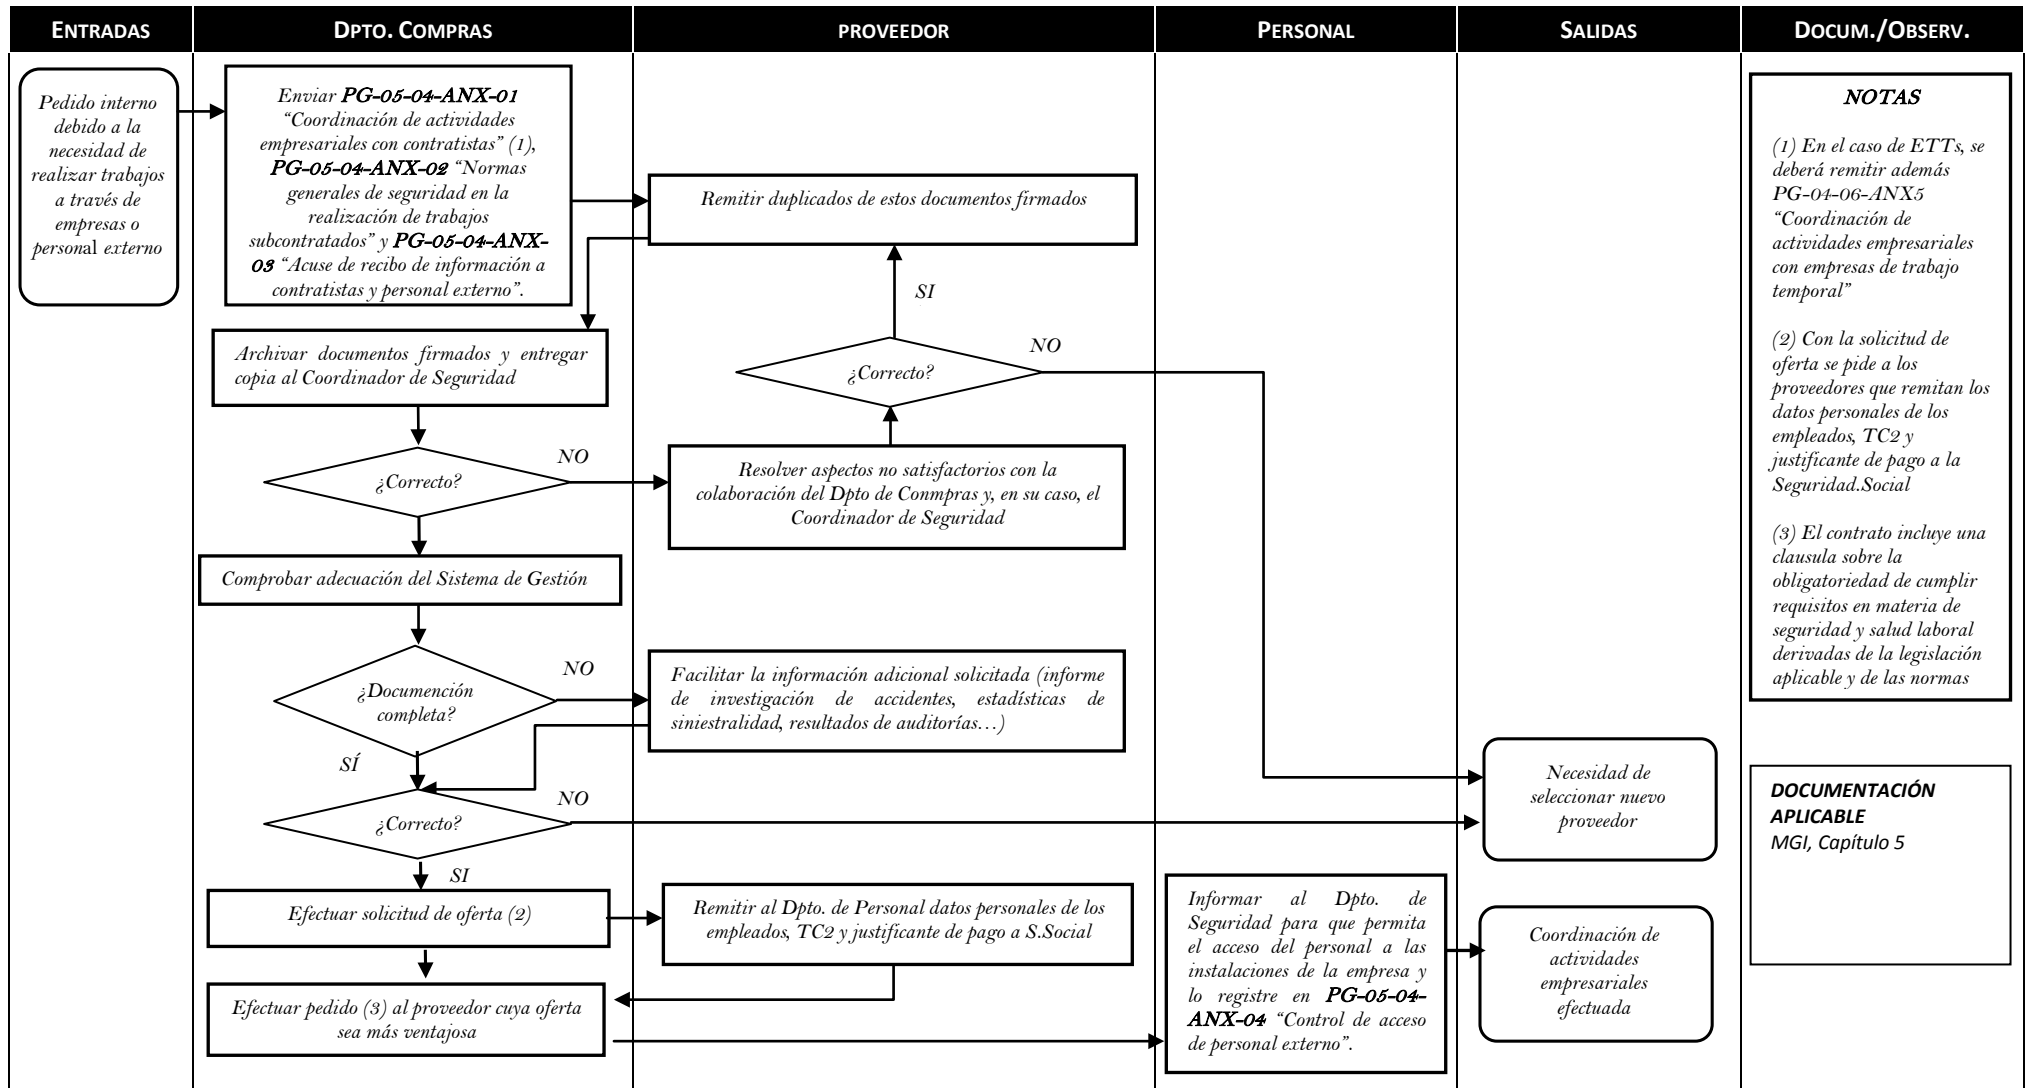 ENTRADAS
DPTO. COMPRAS
PROVEEDOR
PERSONAL
SALIDAS
DOCUM./OBSERV.
Pedido interno
debido a la
necesidad de
realizar trabajos
a través de
empresas o
personal externo
Enviar PG-05-04-ANX-01
“Coordinación de actividades
empresariales con contratistas” (1),
PG-05-04-ANX-02 “Normas
generales de seguridad en la
realización de trabajos
subcontratados” y PG-05-04-ANX-
03 “Acuse de recibo de información a
contratistas y personal externo”.
Remitir duplicados de estos documentos firmados
SI
Archivar documentos firmados y entregar
copia al Coordinador de Seguridad
¿Correcto?
NO
¿Correcto?
NO
Resolver aspectos no satisfactorios con la
colaboración del Dpto de Conmpras y, en su caso, el
Coordinador de Seguridad
Comprobar adecuación del Sistema de Gestión
¿Documención
completa?
NO
SÍ
Facilitar la información adicional solicitada (informe
de investigación de accidentes, estadísticas de
siniestralidad, resultados de auditorías…)
¿Correcto?
NO
SI
Necesidad de
seleccionar nuevo
proveedor
Efectuar solicitud de oferta (2)
Remitir al Dpto. de Personal datos personales de los
empleados, TC2 y justificante de pago a S.Social
Efectuar pedido (3) al proveedor cuya oferta
sea más ventajosa
Informar al Dpto. de
Seguridad para que permita
el acceso del personal a las
instalaciones de la empresa y
lo registre en PG-05-04-
ANX-04 “Control de acceso
de personal externo”.
Coordinación de
actividades
empresariales
efectuada
NOTAS
(1) En el caso de ETTs, se
deberá remitir además
PG-04-06-ANX5
“Coordinación de
actividades empresariales
con empresas de trabajo
temporal”
(2) Con la solicitud de
oferta se pide a los
proveedores que remitan los
datos personales de los
empleados, TC2 y
justificante de pago a la
Seguridad.Social
(3) El contrato incluye una
clausula sobre la
obligatoriedad de cumplir
requisitos en materia de
seguridad y salud laboral
derivadas de la legislación
aplicable y de las normas
DOCUMENTACIÓN
APLICABLE
MGI, Capítulo 5